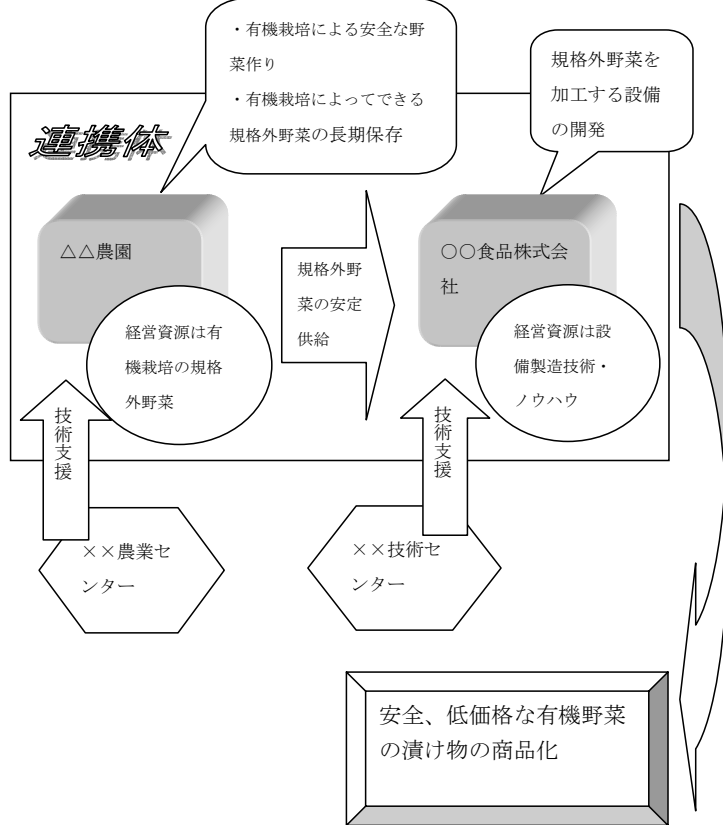 ・有機栽培による安全な野
菜作り
・有機栽培によってできる
規格外野菜の長期保存
規格外野菜を
加工する設備
の開発
連携体
△△農園
規格外野
菜の安定
供給
○○食品株式会
社
経営資源は有
機栽培の規格
外野菜
経営資源は設
備製造技術・
ノウハウ
技術支援
技術支援
××農業セ
ンター
××技術セ
ンター
安全、低価格な有機野菜
の漬け物の商品化